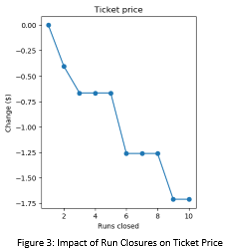 Ticket price
0.00
−0.25
−0.50
−0.75
−1.00
−1.25
−1.50
−1.75
Change ($)
2 4 6 8 10
Runs closed
Figure 3: Impact of Run Closures on Ticket Price